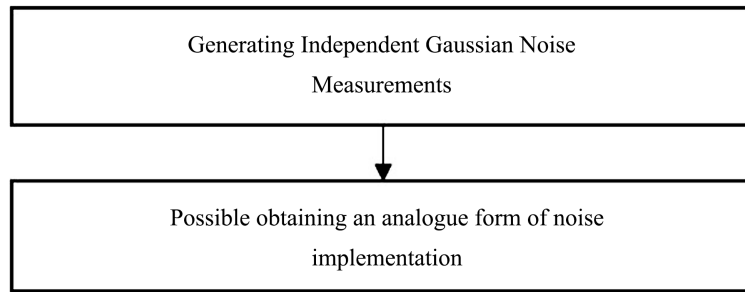 Generating Independent Gaussian Noise
Measurements
Possible obtaining an analogue form of noise
implementation